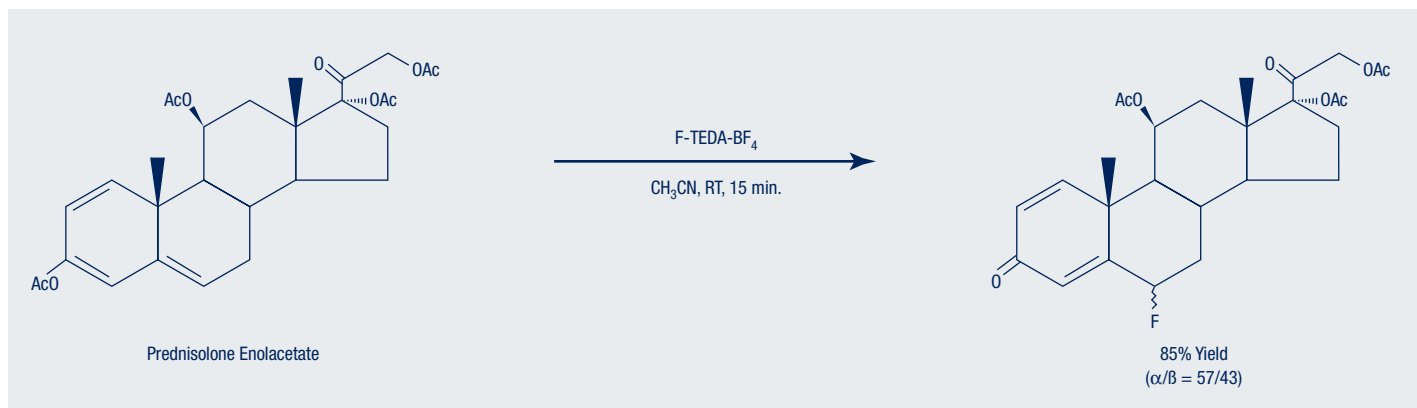 O
OAc
AcO
OAc
AcO
Prednisolone Enolacetate
F-TEDA-BF₄
CH₃CN, RT, 15 min.
O
OAc
AcO
OAc
O
F
85% Yield
(α/ß = 57/43)